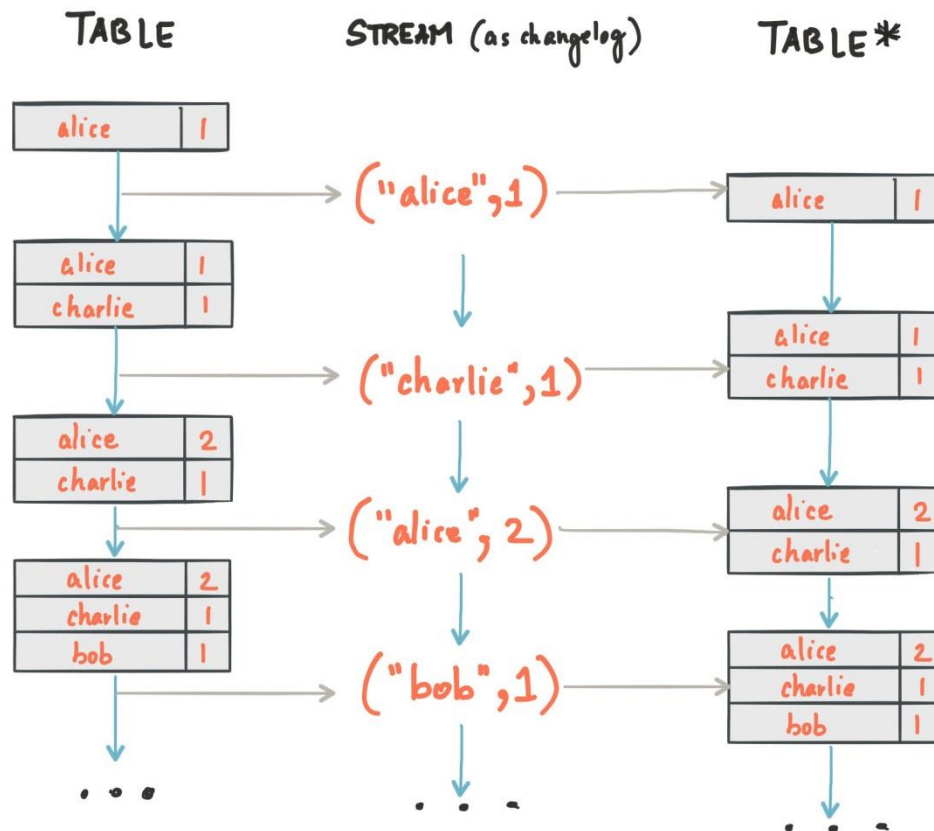 TABLE
STREAM (as changelog)
TABLE*
alice 1
("alice", 1)
alice 1
alice 1
charlie 1
("charlie", 1)
alice 1
charlie 1
alice 2
charlie 1
("alice", 2)
alice 2
charlie 1
alice 2
charlie 1
bob 1
("bob", 1)
alice 2
charlie 1
bob 1
...
...
...